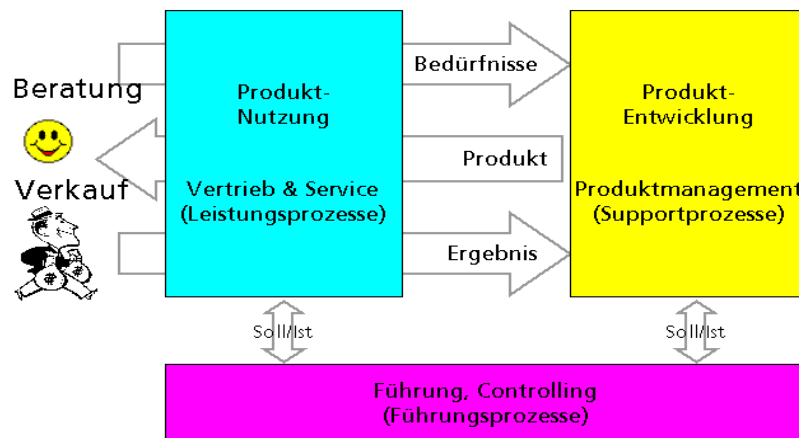 Beratung
Verkauf
Produkt-
Nutzung
Vertrieb & Service
(Leistungsprozesse)
Bedürfnisse
Produkt
Ergebnis
Produkt-
Entwicklung
Produktmanagement
(Supportprozesse)
Soll/Ist
Soll/Ist
Führung, Controlling
(Führungsprozesse)